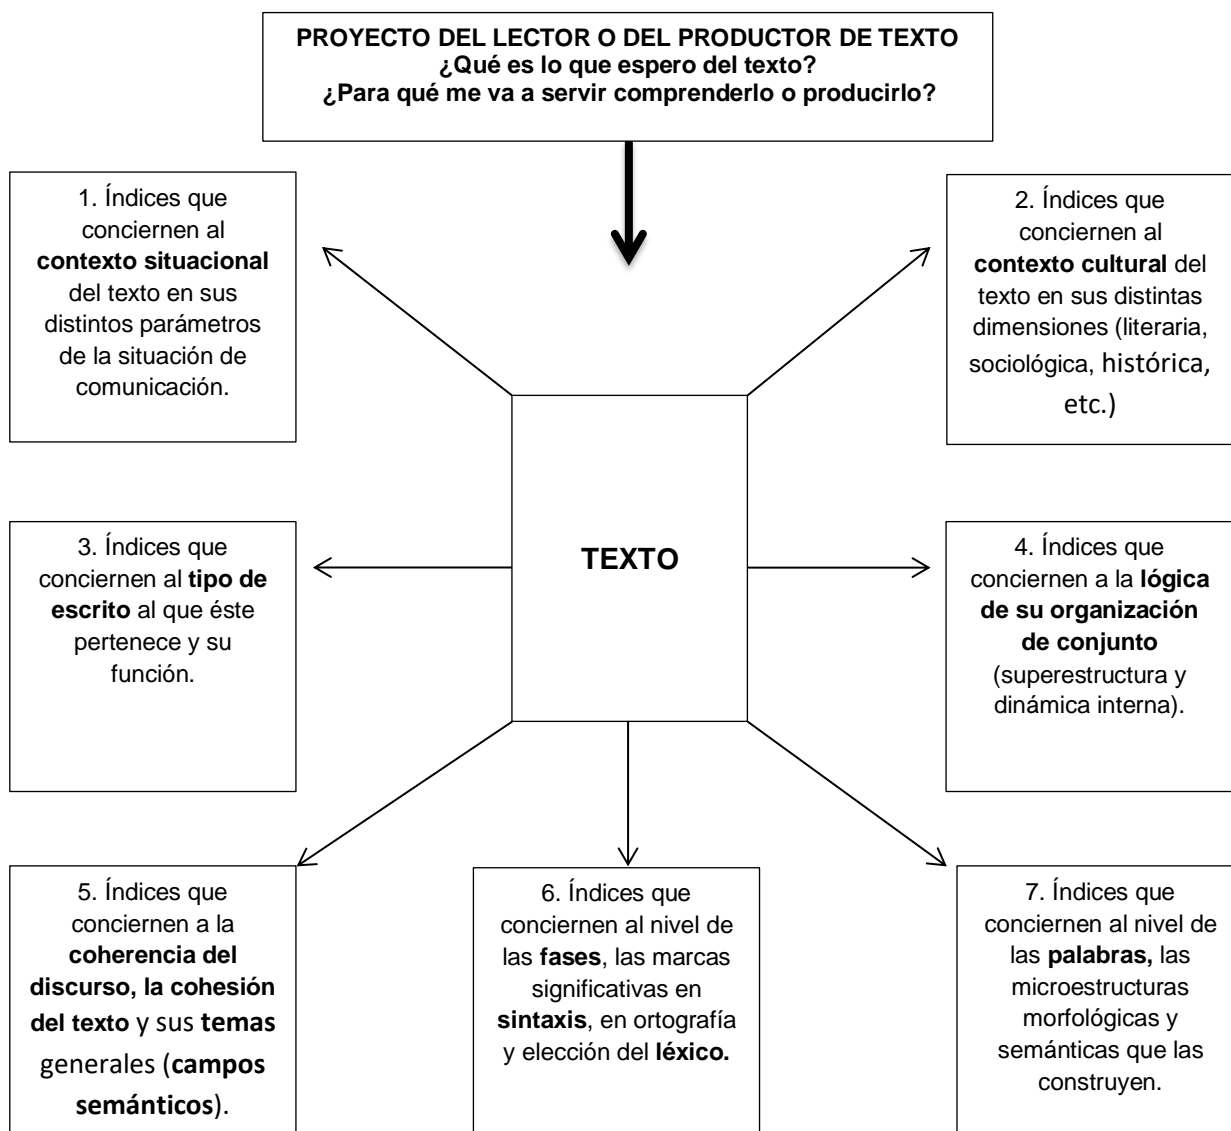 PROYECTO DEL LECTOR O DEL PRODUCTOR DE TEXTO
¿Qué es lo que espero del texto?
¿Para qué me va a servir comprenderlo o producirlo?
1. Índices que
conciernen al
contexto situacional
del texto en sus
distintos parámetros
de la situación de
comunicación.
2. Índices que
conciernen al
contexto cultural del
texto en sus distintas
dimensiones (literaria,
sociológica, histórica,
etc.)
3. Índices que
conciernen al tipo de
escrito al que éste
pertenece y su
función.
TEXTO
4. Índices que
conciernen a la lógica
de su organización
de conjunto
(superestructura y
dinámica interna).
5. Índices que
conciernen a la
coherencia del
discurso, la cohesión
del texto y sus temas
generales (campos
semánticos).
6. Índices que
conciernen al nivel de
las fases, las marcas
significativas en
sintaxis, en ortografía
y elección del léxico.
7. Índices que
conciernen al nivel de
las palabras, las
microestructuras
morfológicas y
semánticas que las
construyen.